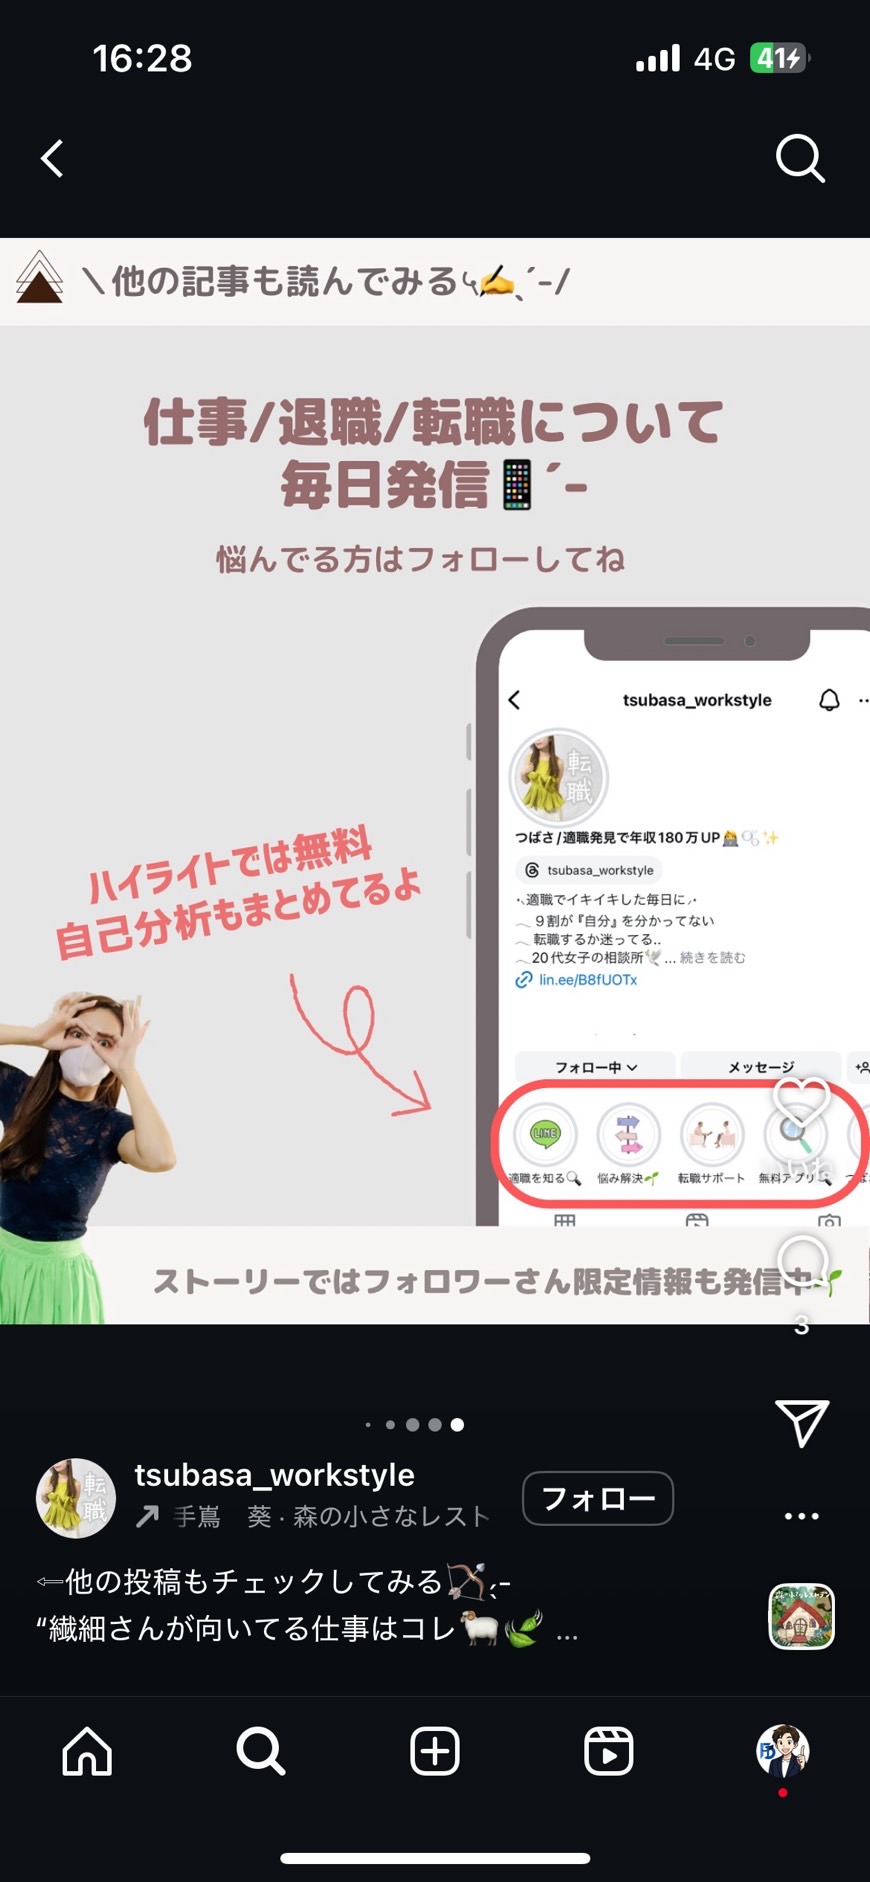 16:28
4G
41
＼他の記事も読んでみる✍️ˎˊ˗/
仕事/退職/転職について
毎日発信📱ˊ˗
悩んでる方はフォローしてね
tsubasa_workstyle
転職
つばさ/適職発見で年収180万UP
tsubasa_workstyle
適職でイキイキした毎日に
９割が『自分』を分かってない
転職するか迷ってる..
20代女子の相談所🕊️... 続きを読む
lin.ee/B8fUOTx
ハイライトでは無料
自己分析もまとめてるよ
フォロー中
メッセージ
LINE
適職を知る🔍
悩み解決🌱
転職サポート
無料アプリ
いいね
ストーリーではフォロワーさん限定情報も発信中🌱
3
転職
tsubasa_workstyle
フォロー
手嶌　葵 · 森の小さなレスト
⇦他の投稿もチェックしてみる🏹ˎ˗
“繊細さんが向いてる仕事はコレ🐏🍃 ...